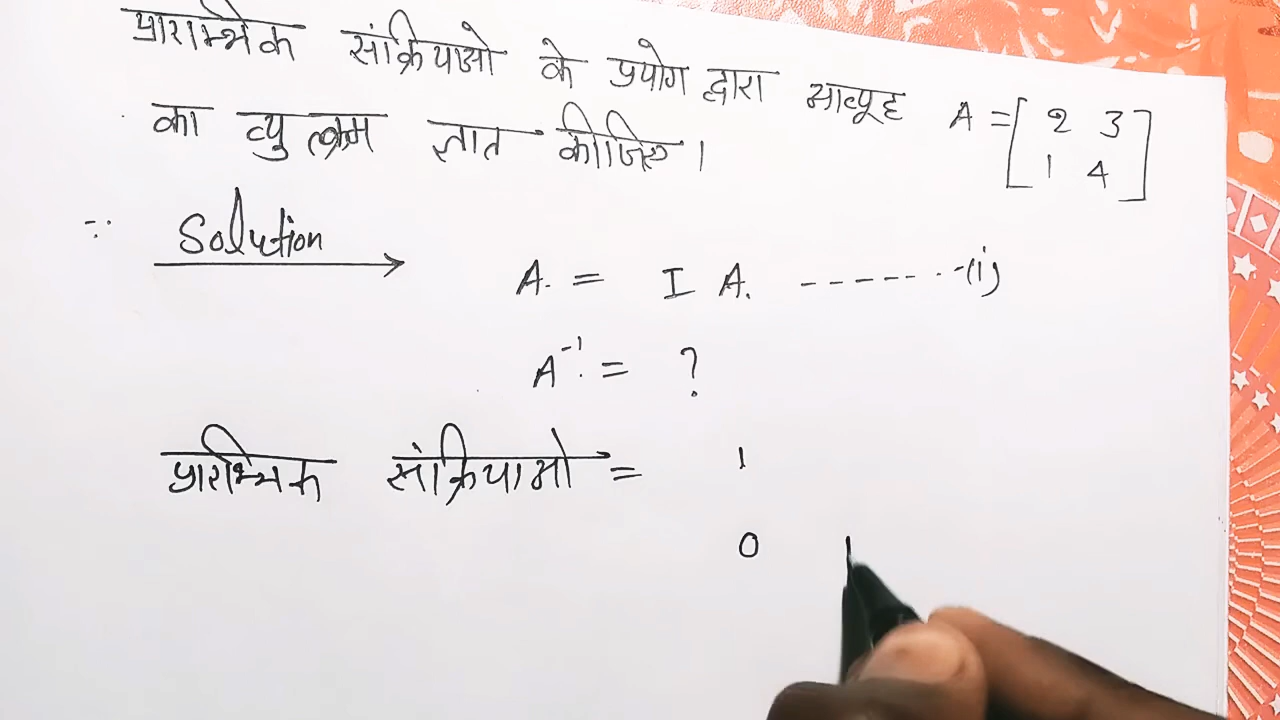 प्रारम्भिक संक्रियाओ के प्रयोग द्वारा आव्यूह A = [ 2 3
1 4 ]
का व्युत्क्रम ज्ञात कीजिए।
Solution
A = I A. -------(i)
A⁻¹ = ?
प्रारम्भिक संक्रियाओ = 1
0 1